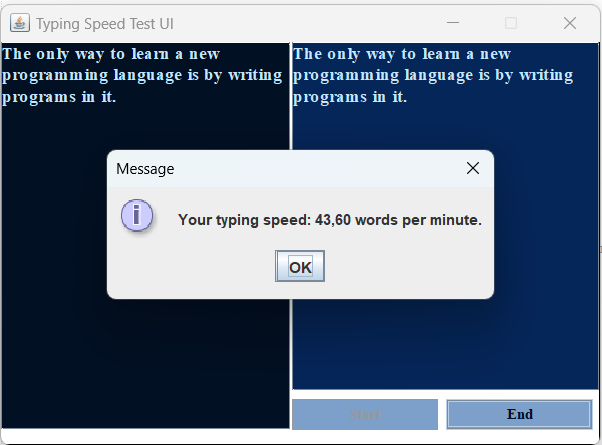 Typing Speed Test UI
The only way to learn a new
programming language is by writing
programs in it.
The only way to learn a new
programming language is by writing
programs in it.
Message
Your typing speed: 43,60 words per minute.
OK
Start
End